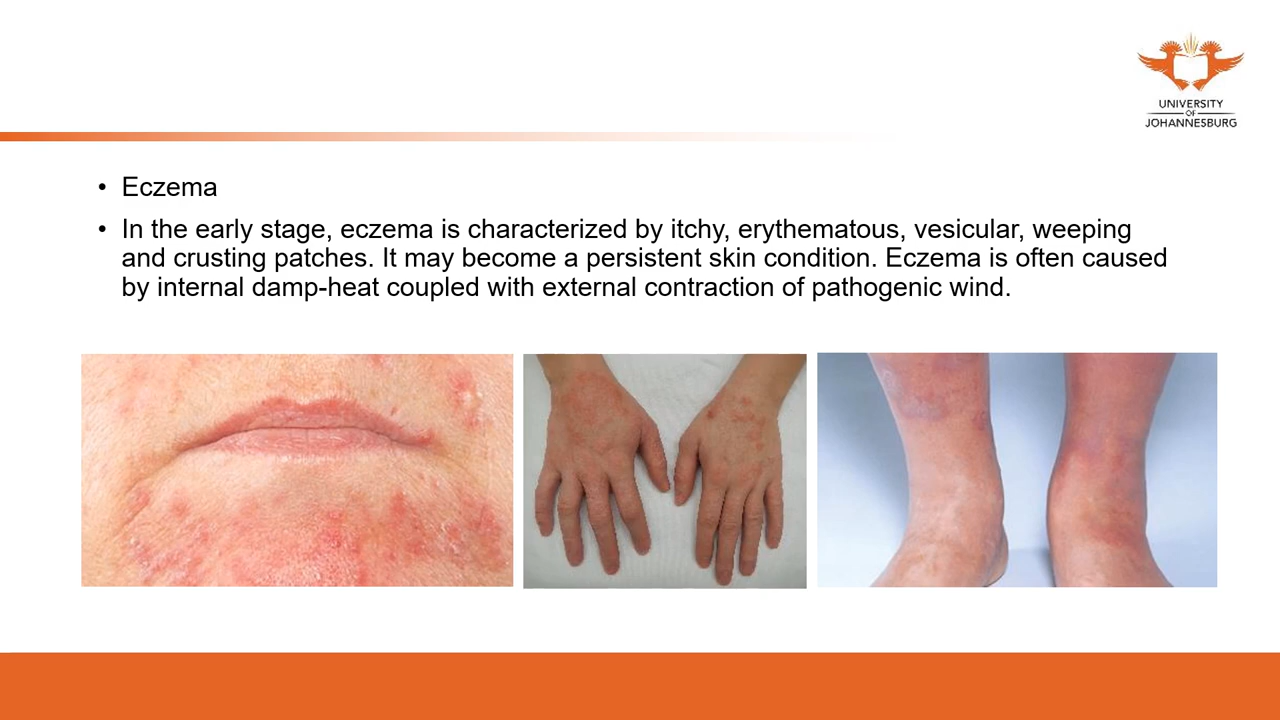 UNIVERSITY
OF
JOHANNESBURG
• Eczema
• In the early stage, eczema is characterized by itchy, erythematous, vesicular, weeping
and crusting patches. It may become a persistent skin condition. Eczema is often caused
by internal damp-heat coupled with external contraction of pathogenic wind.